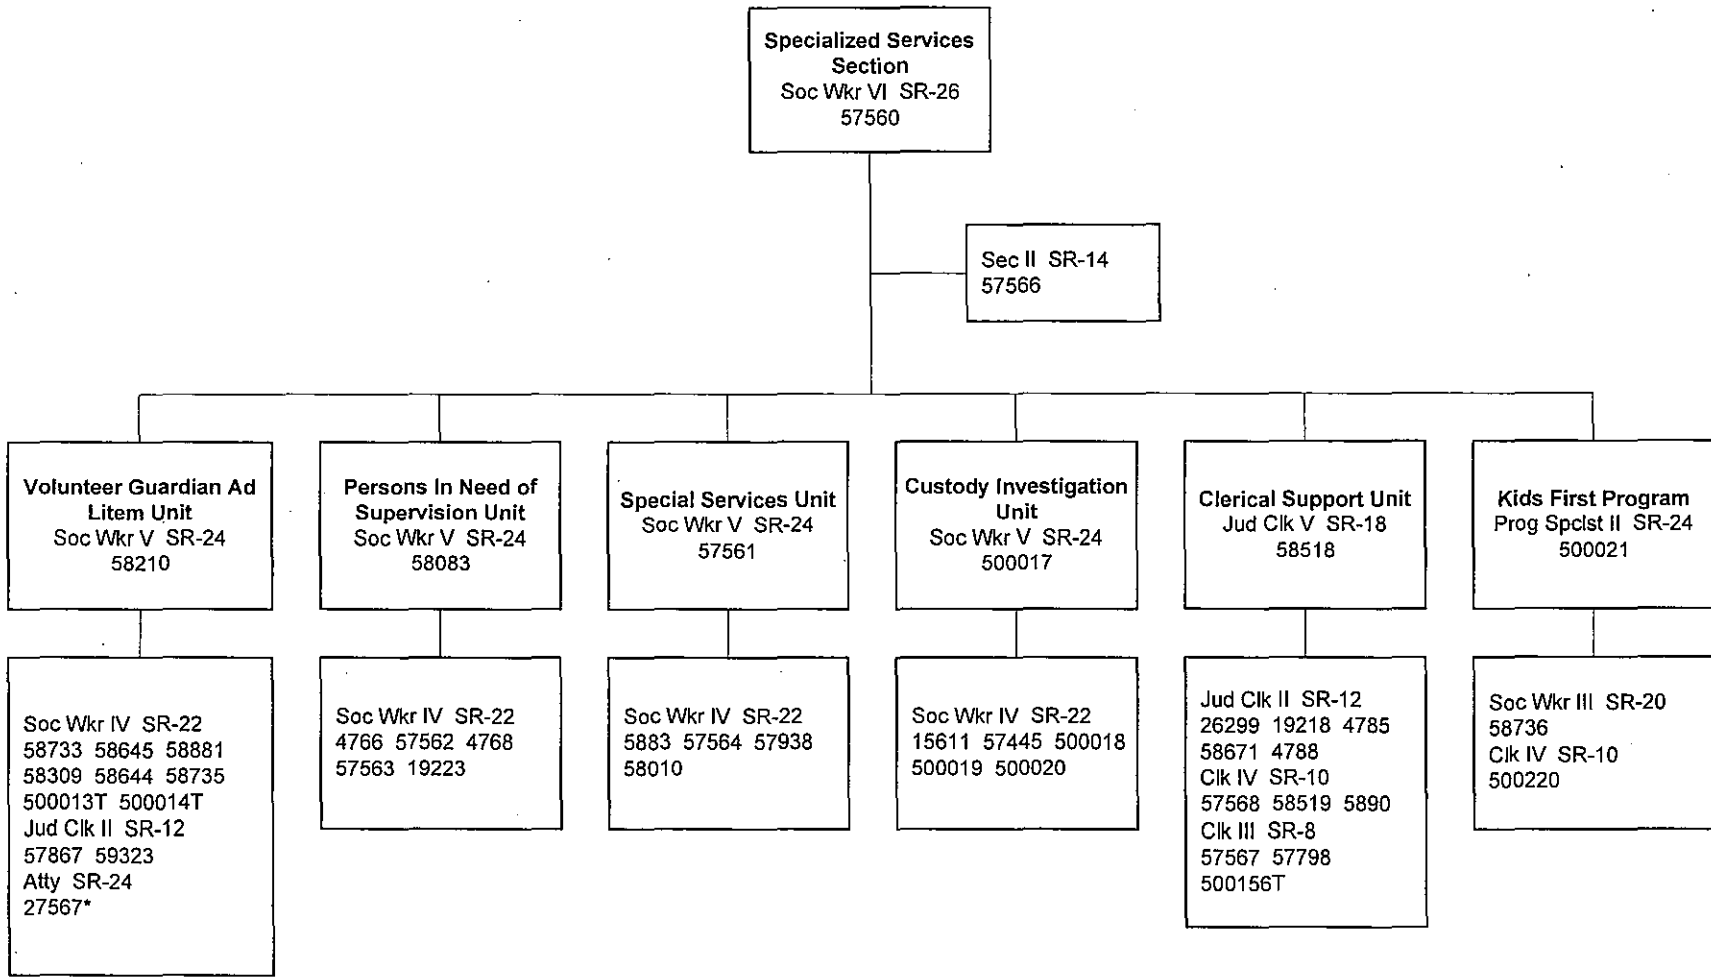 Specialized Services
Section
Soc Wkr VI SR-26
57560
Sec II SR-14
57566
Volunteer Guardian Ad
Litem Unit
Soc Wkr V SR-24
58210
Persons In Need of
Supervision Unit
Soc Wkr V SR-24
58083
Special Services Unit
Soc Wkr V SR-24
57561
Custody Investigation
Unit
Soc Wkr V SR-24
500017
Clerical Support Unit
Jud Clk V SR-18
58518
Kids First Program
Prog Spclst II SR-24
500021
Soc Wkr IV SR-22
58733 58645 58881
58309 58644 58735
500013T 500014T
Jud Clk II SR-12
57867 59323
Atty SR-24
27567*
Soc Wkr IV SR-22
4766 57562 4768
57563 19223
Soc Wkr IV SR-22
5883 57564 57938
58010
Soc Wkr IV SR-22
15611 57445 500018
500019 500020
Jud Clk II SR-12
26299 19218 4785
58671 4788
Clk IV SR-10
57568 58519 5890
Clk III SR-8
57567 57798
500156T
Soc Wkr III SR-20
58736
Clk IV SR-10
500220